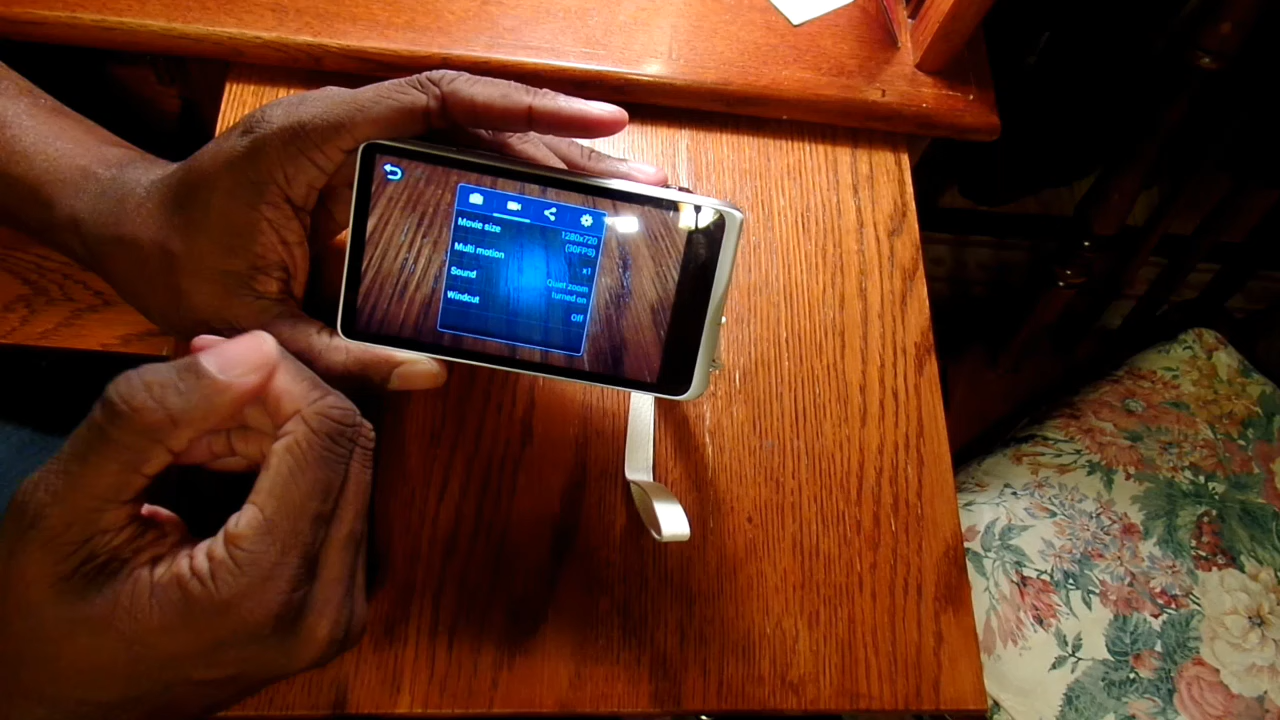 Movie size
1280x720
(30FPS)
Multi motion
x1
Sound
Quiet zoom
turned on
Windcut
Off